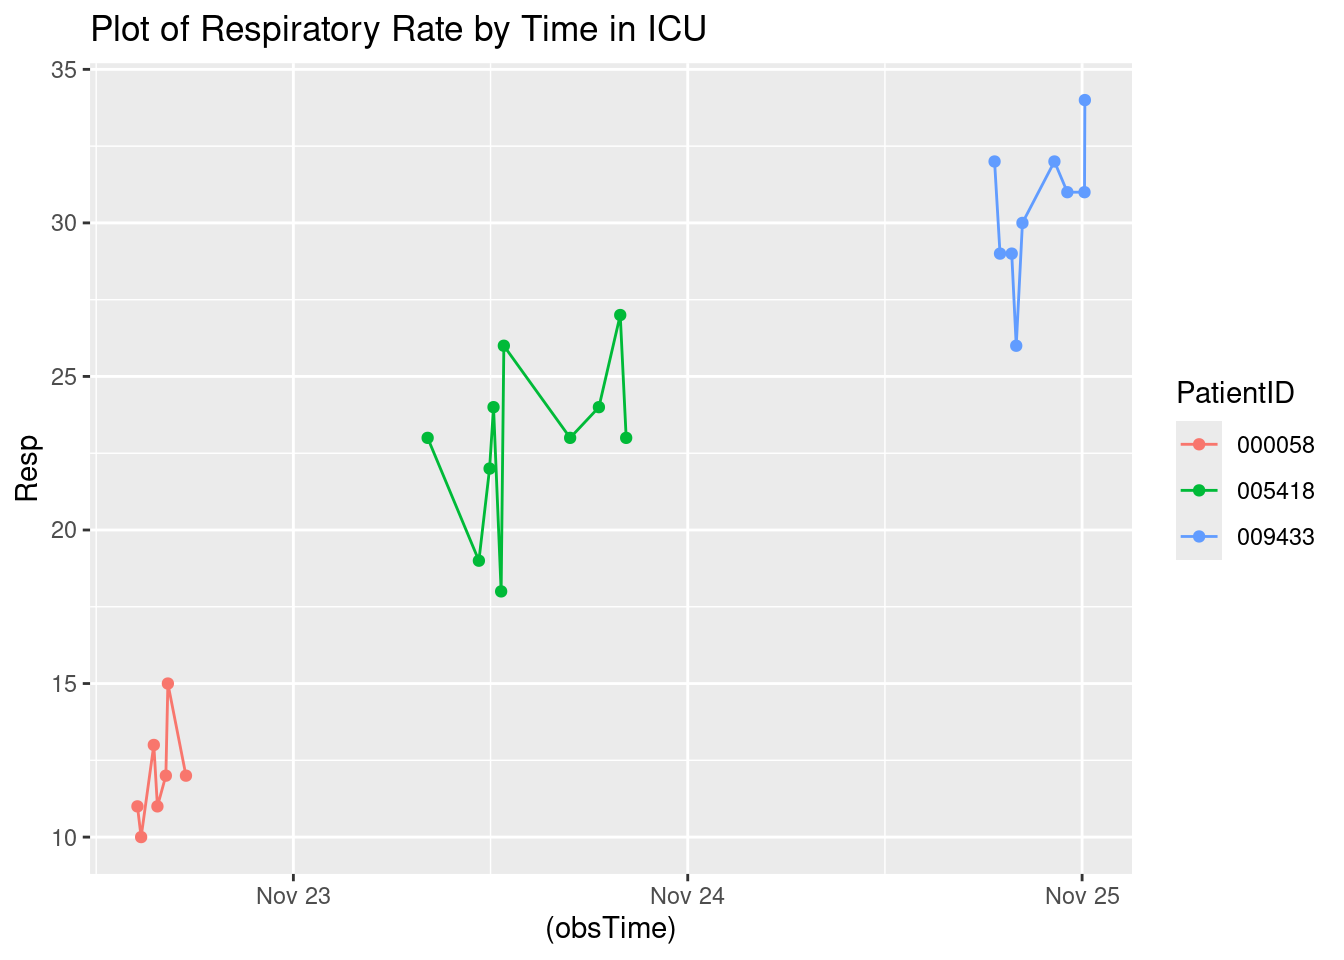 Plot of Respiratory Rate by Time in ICU
35
30
25
20
15
10
Resp
Nov 23
Nov 24
Nov 25
(obsTime)
PatientID
000058
005418
009433